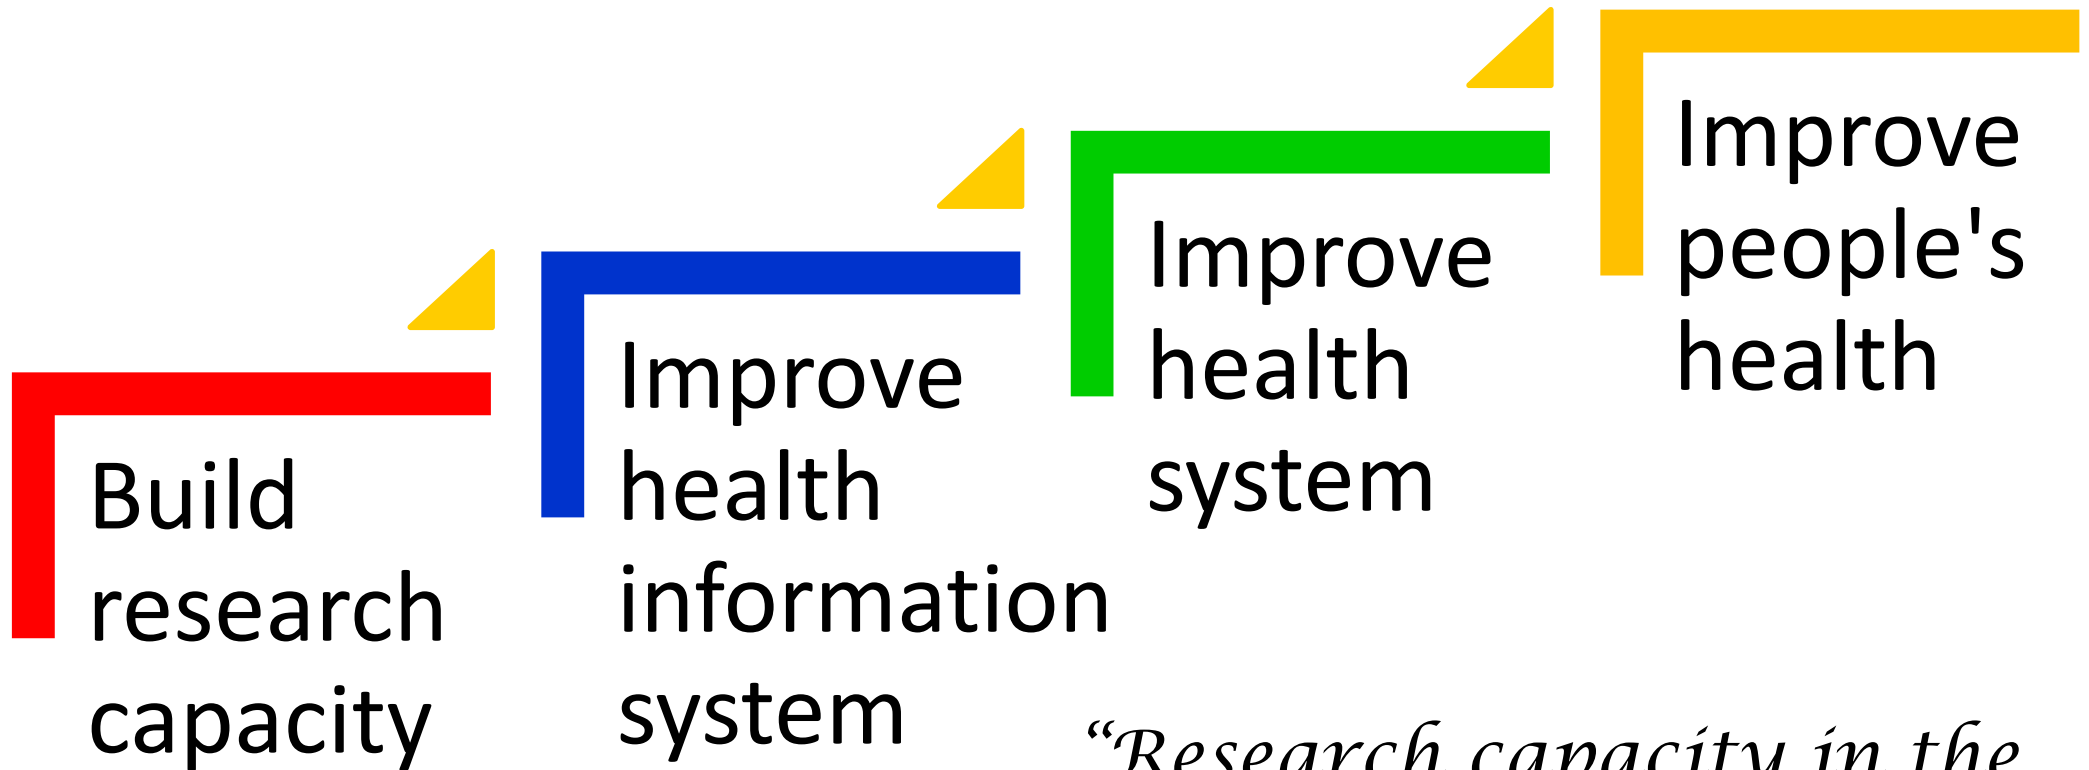 Build
research
capacity
Improve
health
information
system
Improve
health
system
Improve
people's
health
“Research capacity in the